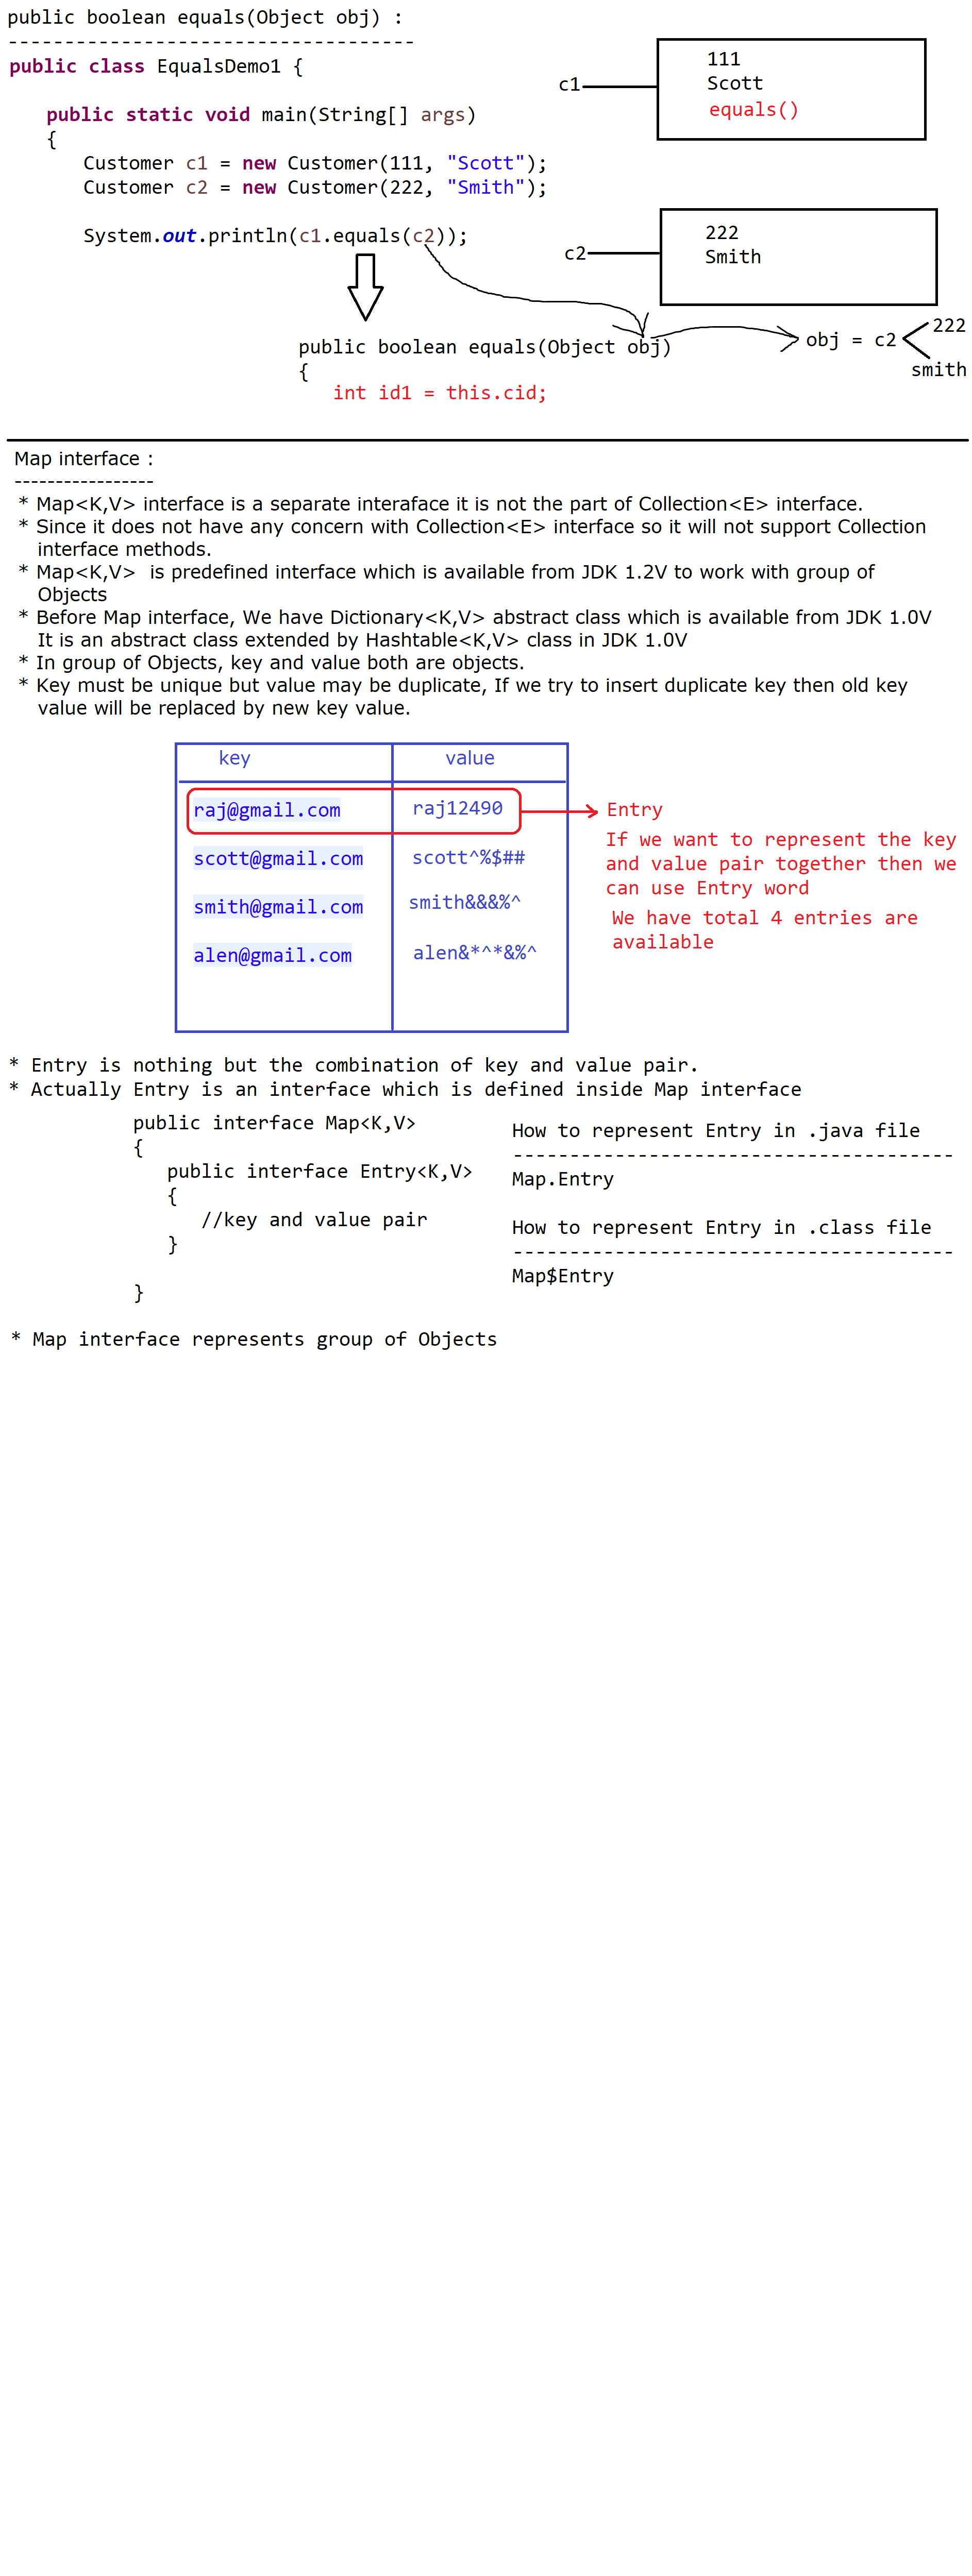 public boolean equals(Object obj) :
------------------------------------
public class EqualsDemo1 {
public static void main(String[] args)
{
Customer c1 = new Customer(111, "Scott");
Customer c2 = new Customer(222, "Smith");
System.out.println(c1.equals(c2));
c1
111
Scott
equals()
c2
222
Smith
public boolean equals(Object obj)
{
int id1 = this.cid;
obj = c2
222
smith
Map interface :
-----------------
* Map<K,V> interface is a separate interaface it is not the part of Collection<E> interface.
* Since it does not have any concern with Collection<E> interface so it will not support Collection
interface methods.
* Map<K,V>  is predefined interface which is available from JDK 1.2V to work with group of
Objects
* Before Map interface, We have Dictionary<K,V> abstract class which is available from JDK 1.0V
It is an abstract class extended by Hashtable<K,V> class in JDK 1.0V
* In group of Objects, key and value both are objects.
* Key must be unique but value may be duplicate, If we try to insert duplicate key then old key
value will be replaced by new key value.
key value
raj@gmail.com raj12490
scott@gmail.com scott^%$##
smith@gmail.com smith&&&%^
alen@gmail.com alen&*^*&%^
Entry
If we want to represent the key
and value pair together then we
can use Entry word
We have total 4 entries are
available
* Entry is nothing but the combination of key and value pair.
* Actually Entry is an interface which is defined inside Map interface
public interface Map<K,V>
{
public interface Entry<K,V>
{
//key and value pair
}
}
How to represent Entry in .java file
---------------------------------------
Map.Entry
How to represent Entry in .class file
---------------------------------------
Map$Entry
* Map interface represents group of Objects